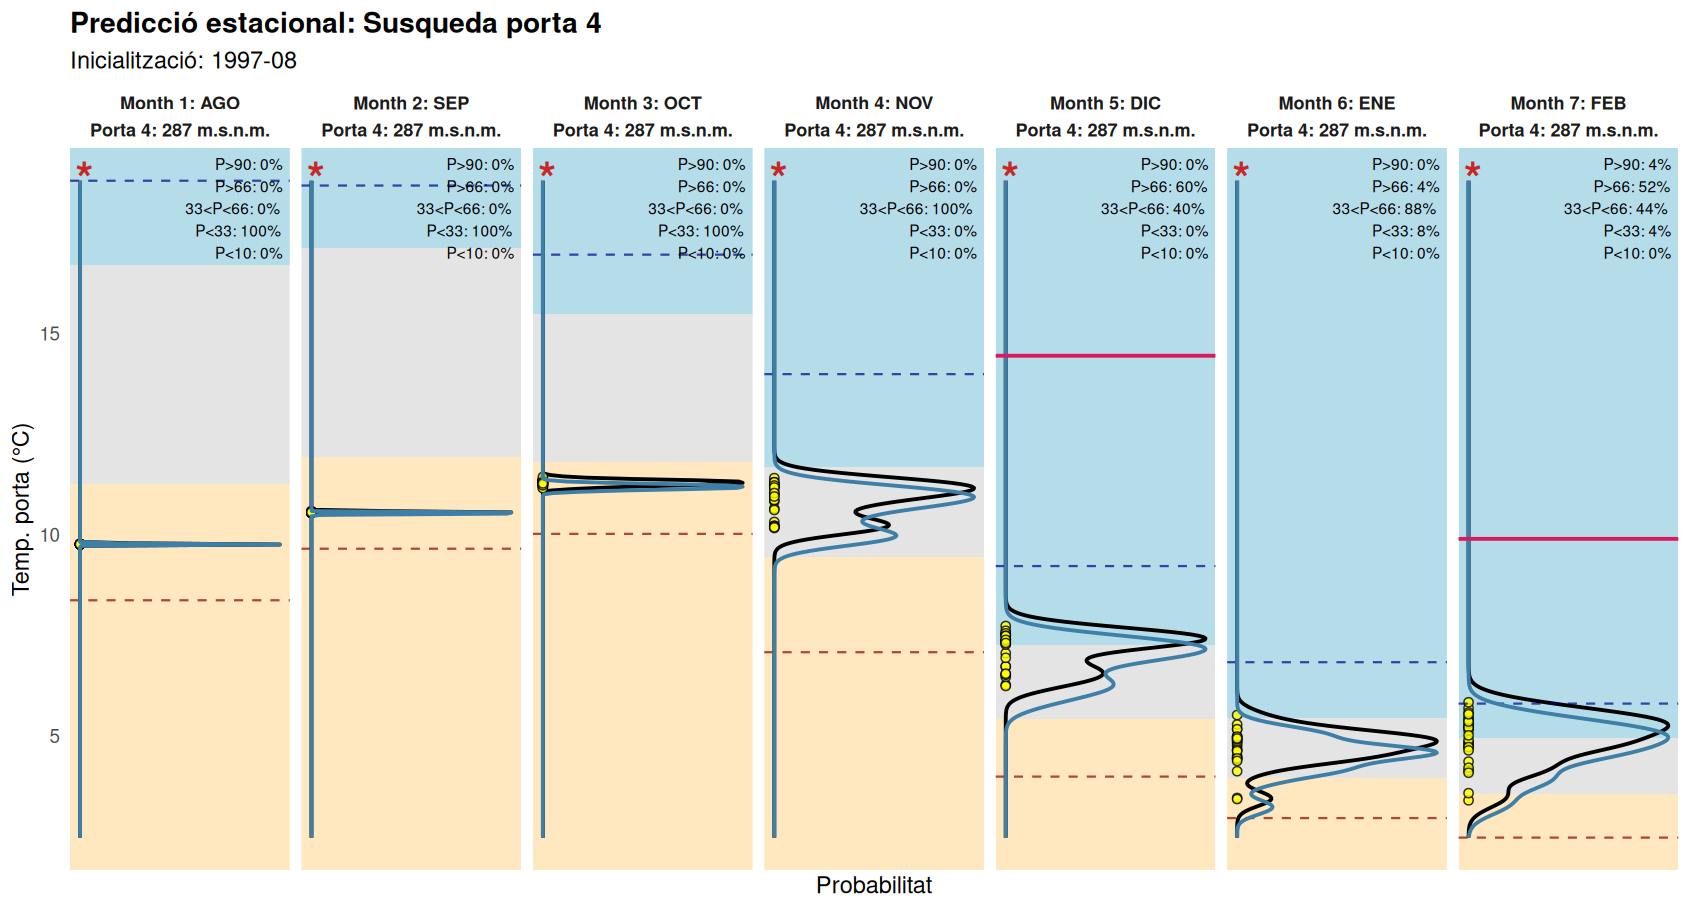 Predicció estacional: Susqueda porta 4
Inicialització: 1997-08
Month 1: AGO
Porta 4: 287 m.s.n.m.
Month 2: SEP
Porta 4: 287 m.s.n.m.
Month 3: OCT
Porta 4: 287 m.s.n.m.
Month 4: NOV
Porta 4: 287 m.s.n.m.
Month 5: DIC
Porta 4: 287 m.s.n.m.
Month 6: ENE
Porta 4: 287 m.s.n.m.
Month 7: FEB
Porta 4: 287 m.s.n.m.
*
P>90: 0%
P>66: 0%
33<P<66: 0%
P<33: 100%
P<10: 0%
*
P>90: 0%
P>66: 0%
33<P<66: 0%
P<33: 100%
P<10: 0%
*
P>90: 0%
P>66: 0%
33<P<66: 0%
P<33: 100%
P<10: 0%
*
P>90: 0%
P>66: 0%
33<P<66: 100%
P<33: 0%
P<10: 0%
*
P>90: 0%
P>66: 60%
33<P<66: 40%
P<33: 0%
P<10: 0%
*
P>90: 0%
P>66: 4%
33<P<66: 88%
P<33: 8%
P<10: 0%
*
P>90: 4%
P>66: 52%
33<P<66: 44%
P<33: 4%
P<10: 0%
15
10
5
Temp. porta (°C)
Probabilitat